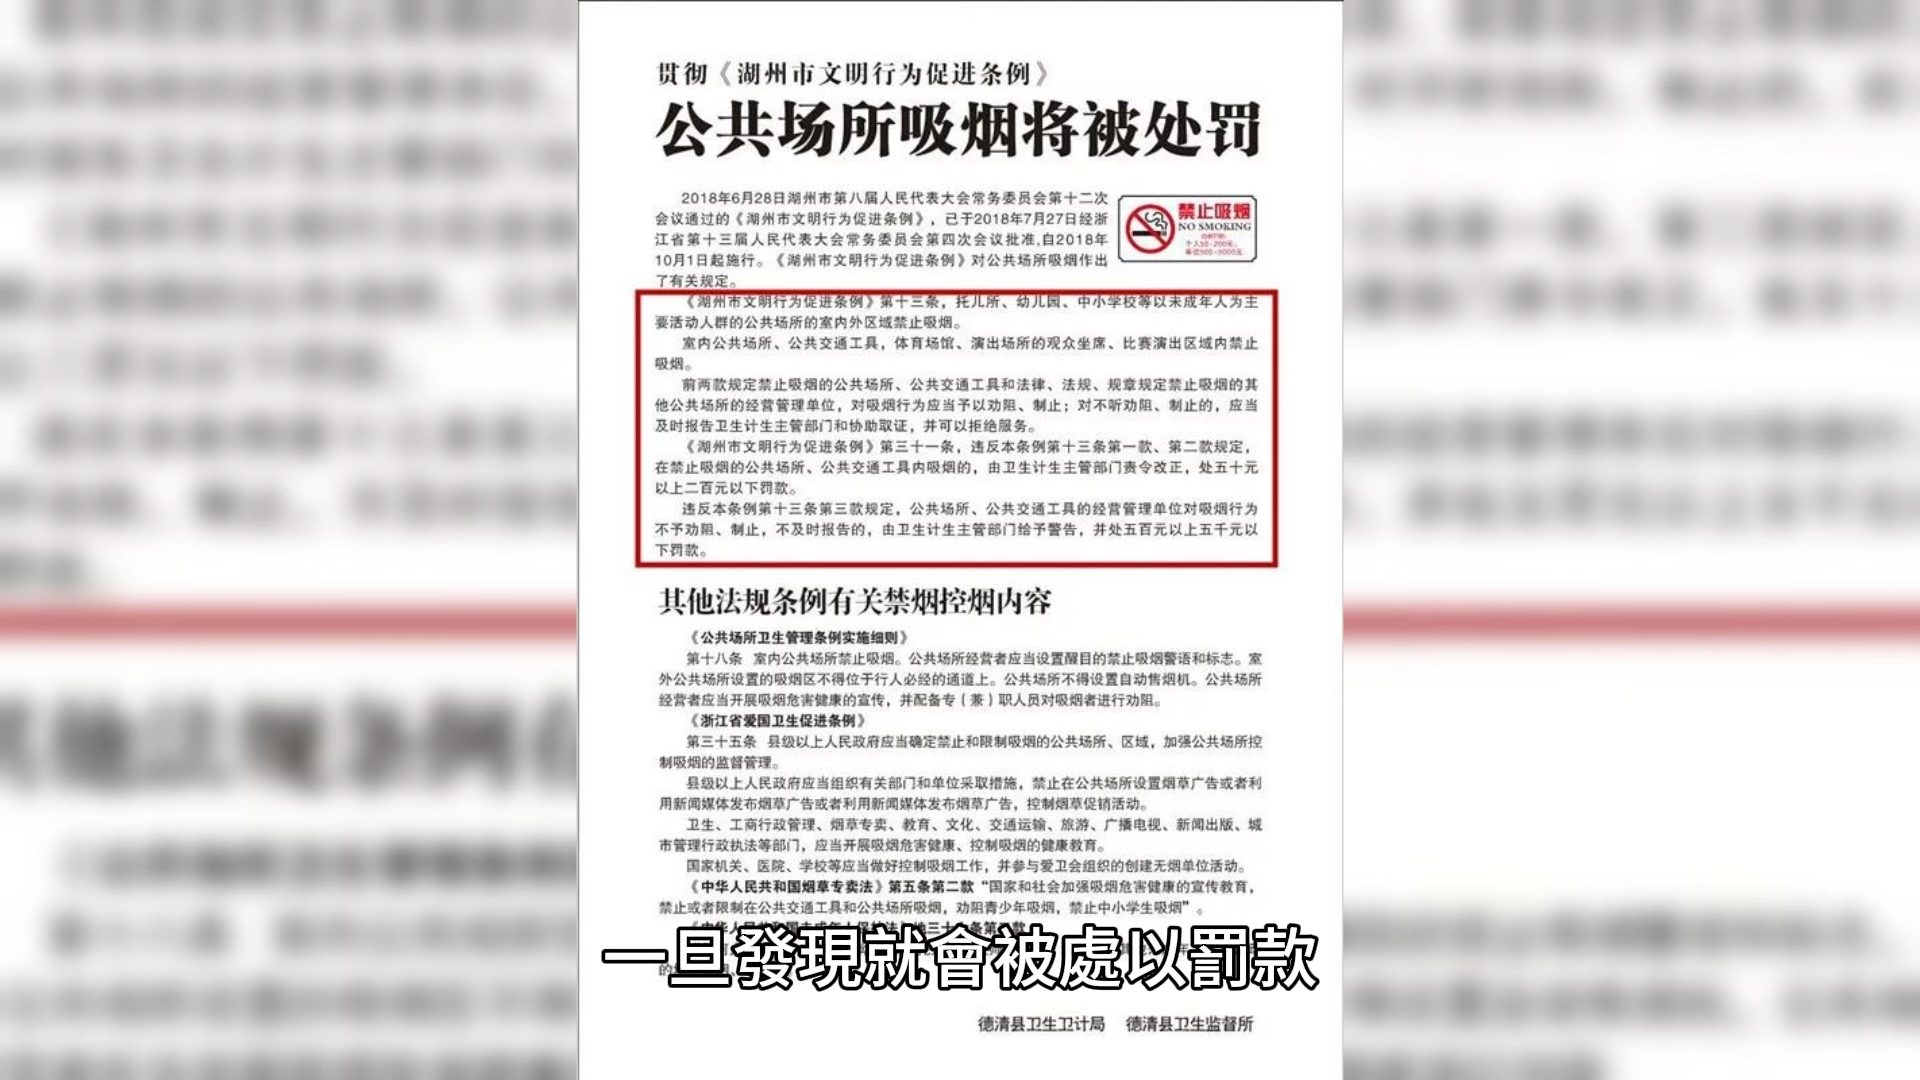 贯彻《湖州市文明行为促进条例》
公共场所吸烟将被处罚
2018年6月28日湖州市第八届人民代表大会常务委员会第十二次
会议通过的《湖州市文明行为促进条例》，已于2018年7月27日经浙
江省第十三届人民代表大会常务委员会第四次会议批准,自2018年
10月1日起施行。《湖州市文明行为促进条例》对公共场所吸烟作出
了有关规定。
禁止吸烟
NO SMOKING
个人50-200元,
单位500-5000元
《湖州市文明行为促进条例》第十三条，托儿所、幼儿园、中小学校等以未成年人为主
要活动人群的公共场所的室内外区域禁止吸烟。
室内公共场所、公共交通工具，体育场馆、演出场所的观众坐席、比赛演出区域内禁止
吸烟。
前两款规定禁止吸烟的公共场所、公共交通工具和法律、法规、规章规定禁止吸烟的其
他公共场所的经营管理单位，对吸烟行为应当予以劝阻、制止；对不听劝阻、制止的，应当
及时报告卫生计生主管部门和协助取证，并可以拒绝服务。
《湖州市文明行为促进条例》第三十一条，违反本条例第十三条第一款、第二款规定，
在禁止吸烟的公共场所、公共交通工具内吸烟的，由卫生计生主管部门责令改正，处五十元
以上二百元以下罚款。
违反本条例第十三条第三款规定，公共场所、公共交通工具的经营管理单位对吸烟行为
不予劝阻、制止，不及时报告的，由卫生计生主管部门给予警告，并处五百元以上五千元以
下罚款。
其他法规条例有关禁烟控烟内容
《公共场所卫生管理条例实施细则》
第十八条 室内公共场所禁止吸烟。公共场所经营者应当设置醒目的禁止吸烟警语和标志。室
外公共场所设置的吸烟区不得位于行人必经的通道上。公共场所不得设置自动售烟机。公共场所
经营者应当开展吸烟危害健康的宣传，并配备专（兼）职人员对吸烟者进行劝阻。
《浙江省爱国卫生促进条例》
第三十五条 县级以上人民政府应当确定禁止和限制吸烟的公共场所、区域，加强公共场所控
制吸烟的监督管理。
县级以上人民政府应当组织有关部门和单位采取措施，禁止在公共场所设置烟草广告或者利
用新闻媒体发布烟草广告或者利用新闻媒体发布烟草广告，控制烟草促销活动。
卫生、工商行政管理、烟草专卖、教育、文化、交通运输、旅游、广播电视、新闻出版、城
市管理行政执法等部门，应当开展吸烟危害健康、控制吸烟的健康教育。
国家机关、医院、学校等应当做好控制吸烟工作，并参与爱卫会组织的创建无烟单位活动。
《中华人民共和国烟草专卖法》第五条第二款“国家和社会加强吸烟危害健康的宣传教育，
禁止或者限制在公共交通工具和公共场所吸烟，劝阻青少年吸烟，禁止中小学生吸烟”。
一旦發現就會被處以罰款
德清县卫生卫计局 德清县卫生监督所